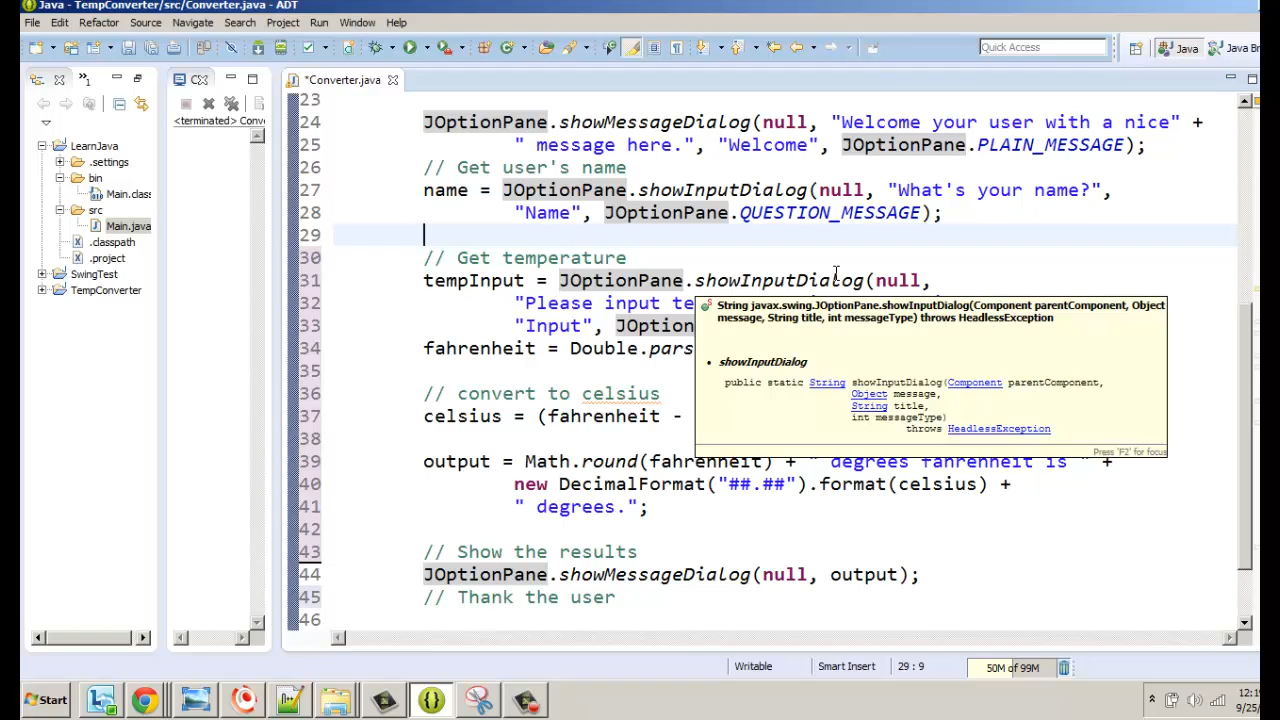 Java - TempConverter/src/Converter.java - ADT
File Edit Refactor Source Navigate Search Project Run Window Help
Quick Access
Java
Java Br
1
*Converter.java
<terminated> Conve
LearnJava
.settings
bin
Main.class
src
Main.java
.classpath
.project
SwingTest
TempConverter
23
24 JOptionPane.showMessageDialog(null, "Welcome your user with a nice" +
25 " message here.", "Welcome", JOptionPane.PLAIN_MESSAGE);
26 // Get user's name
27 name = JOptionPane.showInputDialog(null, "What's your name?",
28 "Name", JOptionPane.QUESTION_MESSAGE);
29
30 // Get temperature
31 tempInput = JOptionPane.showInputDialog(null,
32 "Please input te
33 "Input", JOption
34 fahrenheit = Double.pars
35
36 // convert to celsius
37 celsius = (fahrenheit -
38
39 output = Math.round(fahrenheit) + " degrees fahrenheit is " +
40 new DecimalFormat("##.##").format(celsius) +
41 " degrees.";
42
43 // Show the results
44 JOptionPane.showMessageDialog(null, output);
45 // Thank the user
46
String javax.swing.JOptionPane.showInputDialog(Component parentComponent, Object
message, String title, int messageType) throws HeadlessException
showInputDialog
public static String showInputDialog(Component parentComponent,
Object message,
String title,
int messageType)
throws HeadlessException
Press 'F2' for focus
Writable Smart Insert 29 : 9 50M of 99M
Start
12:1
9/25/